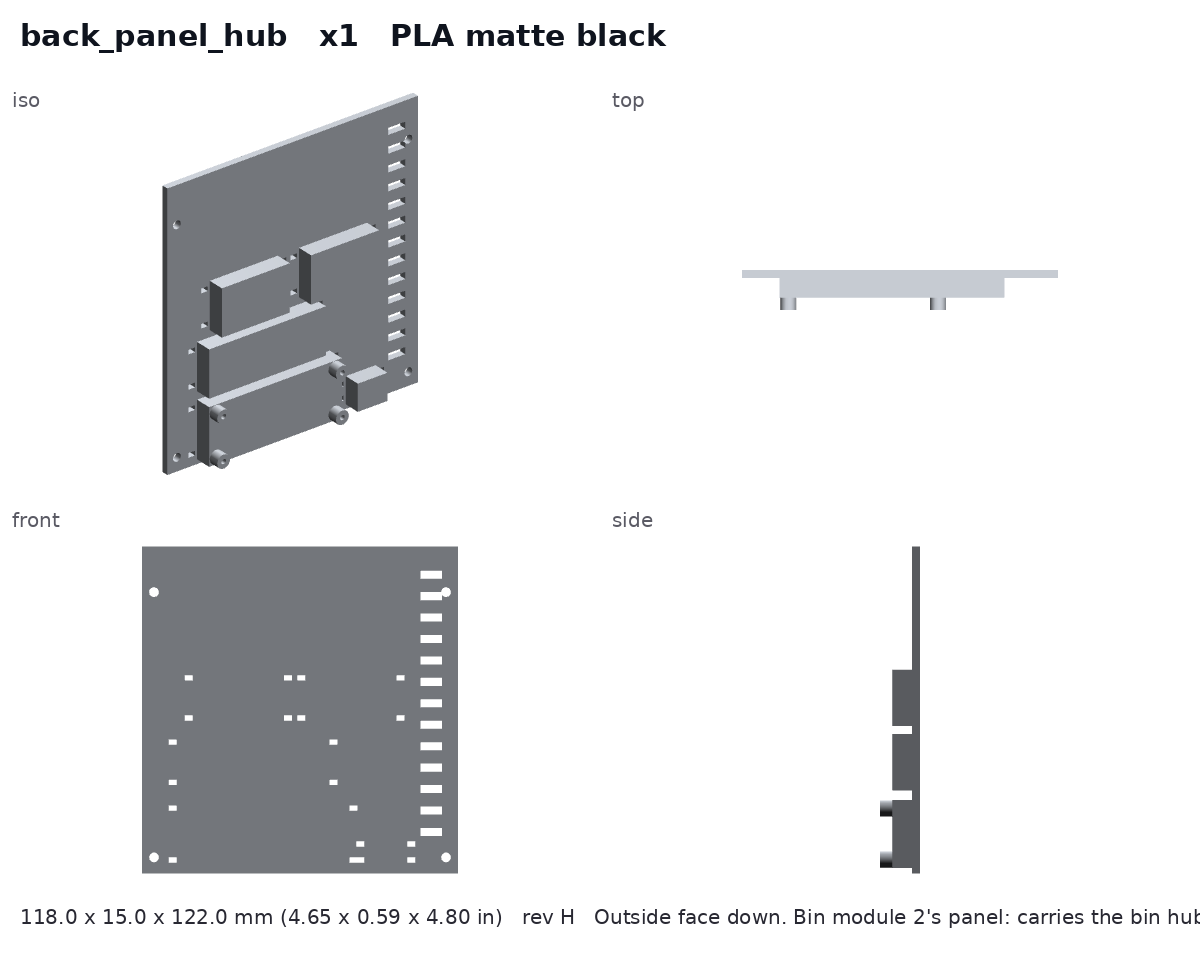 back_panel_hub x1 PLA matte black
iso
top
front
side
118.0 x 15.0 x 122.0 mm (4.65 x 0.59 x 4.80 in) rev H Outside face down. Bin module 2's panel: carries the bin hub